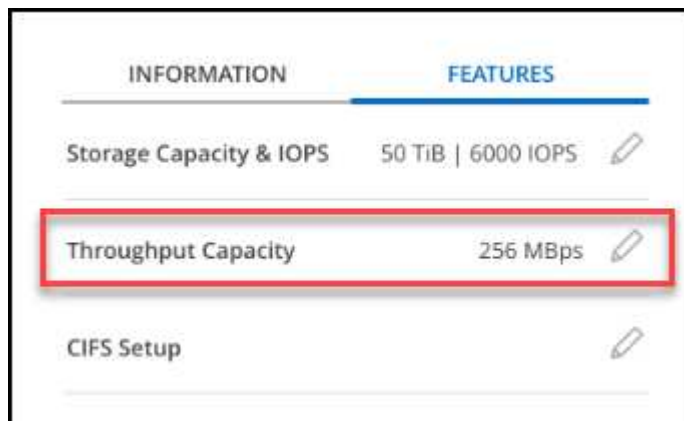 INFORMATION FEATURES
Storage Capacity & IOPS 50 TiB | 6000 IOPS
Throughput Capacity 256 MBps
CIFS Setup